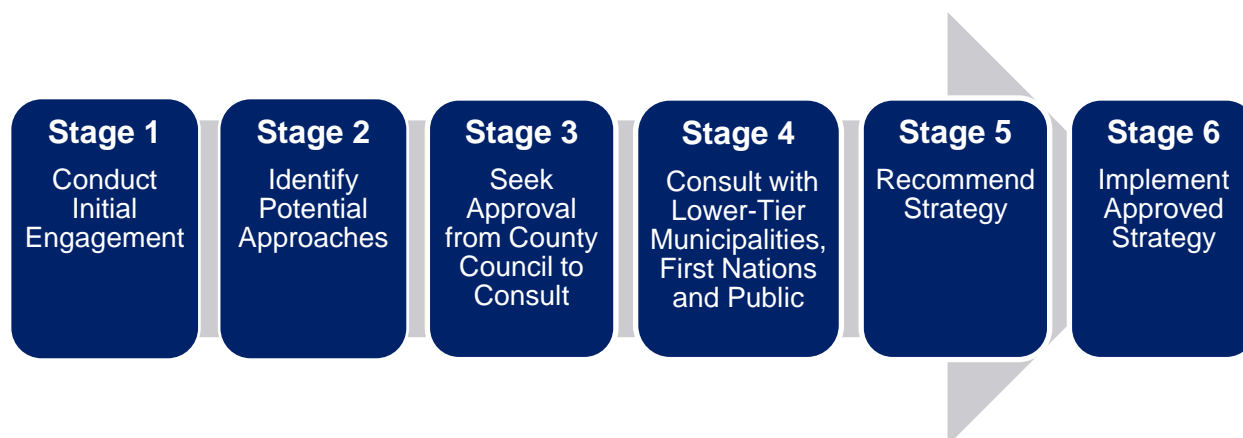 Stage 1
Conduct
Initial
Engagement
Stage 2
Identify
Potential
Approaches
Stage 3
Seek
Approval
from County
Council to
Consult
Stage 4
Consult with
Lower-Tier
Municipalities,
First Nations
and Public
Stage 5
Recommend
Strategy
Stage 6
Implement
Approved
Strategy